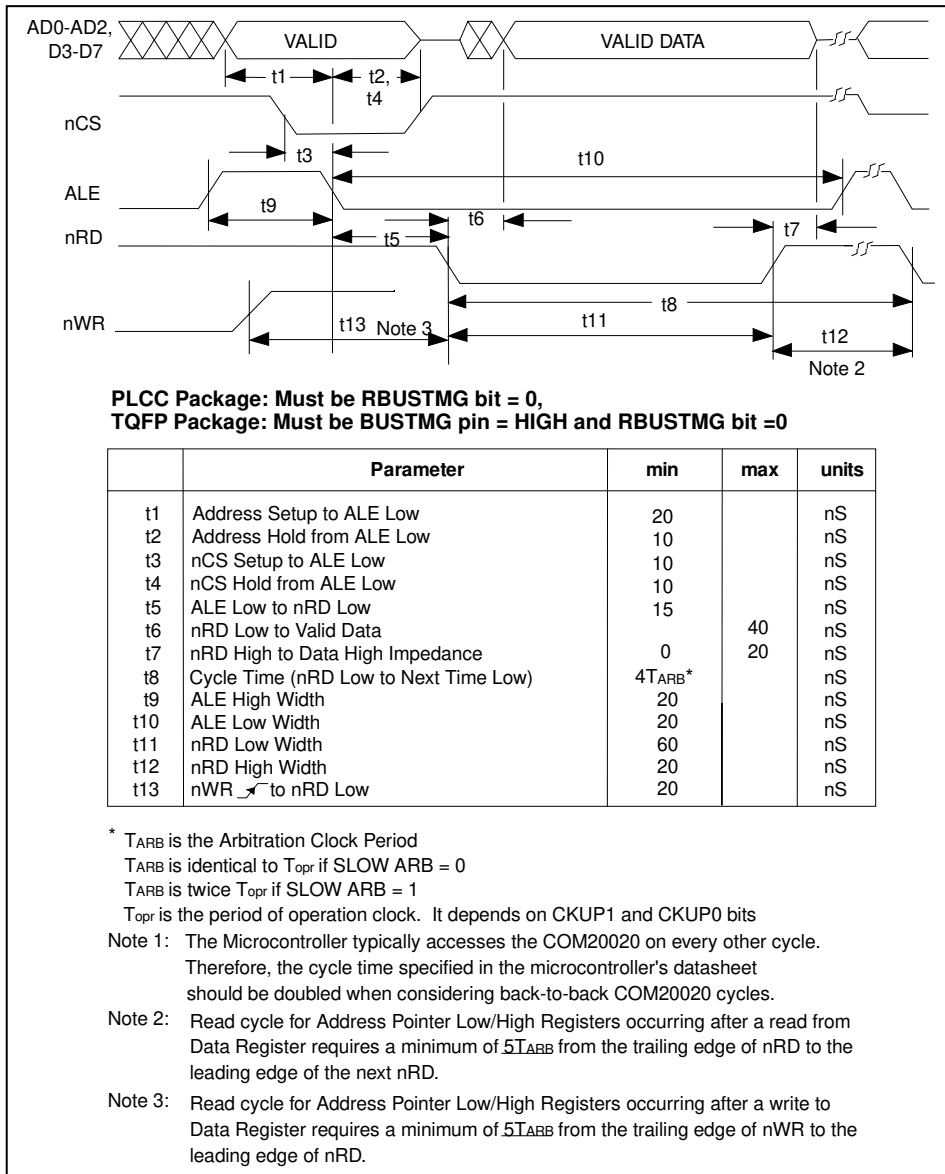 AD0-AD2,
D3-D7
VALID
VALID DATA
t1
t2,
t4
nCS
t3
t10
ALE
t9
t6
nRD
t5
t7
t8
nWR
t13 Note 3
t11
t12
Note 2
PLCC Package: Must be RBUSTMG bit = 0,
TQFP Package: Must be BUSTMG pin = HIGH and RBUSTMG bit =0
Parameter min max units
t1 Address Setup to ALE Low 20 nS
t2 Address Hold from ALE Low 10 nS
t3 nCS Setup to ALE Low 10 nS
t4 nCS Hold from ALE Low 10 nS
t5 ALE Low to nRD Low 15 nS
t6 nRD Low to Valid Data 40 nS
t7 nRD High to Data High Impedance 0 20 nS
t8 Cycle Time (nRD Low to Next Time Low) 4TARB* nS
t9 ALE High Width 20 nS
t10 ALE Low Width 20 nS
t11 nRD Low Width 60 nS
t12 nRD High Width 20 nS
t13 nWR to nRD Low 20 nS
* TARB is the Arbitration Clock Period
TARB is identical to Topr if SLOW ARB = 0
TARB is twice Topr if SLOW ARB = 1
Topr is the period of operation clock. It depends on CKUP1 and CKUP0 bits
Note 1: The Microcontroller typically accesses the COM20020 on every other cycle.
Therefore, the cycle time specified in the microcontroller's datasheet
should be doubled when considering back-to-back COM20020 cycles.
Note 2: Read cycle for Address Pointer Low/High Registers occurring after a read from
Data Register requires a minimum of 5TARB from the trailing edge of nRD to the
leading edge of the next nRD.
Note 3: Read cycle for Address Pointer Low/High Registers occurring after a write to
Data Register requires a minimum of 5TARB from the trailing edge of nWR to the
leading edge of nRD.